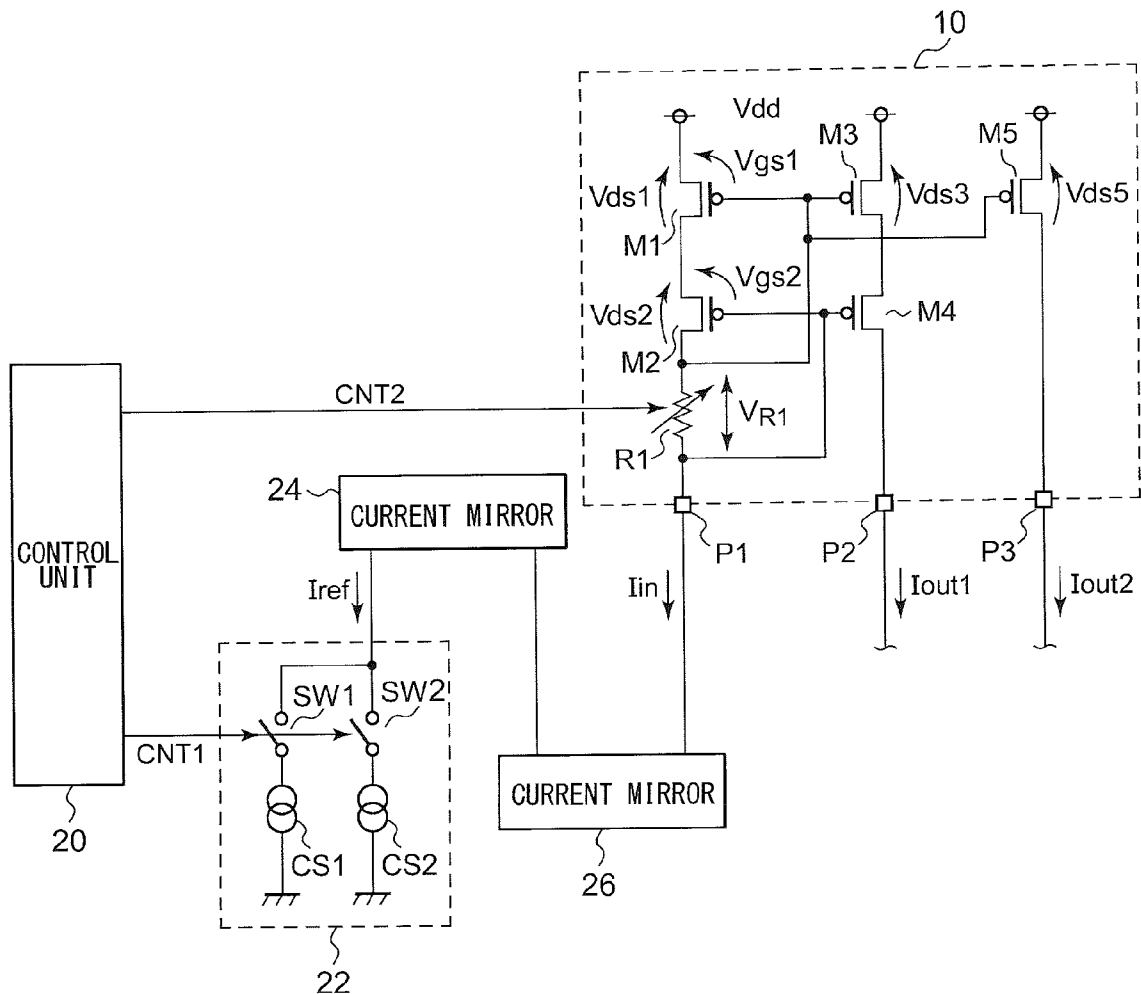 10
Vdd
M3
M5
Vgs1
Vds1
Vds3
Vds5
M1
Vgs2
Vds2
M4
M2
CNT2
VR1
R1
24
CURRENT MIRROR
CONTROL
UNIT
P1
P2
P3
Iref
Iin
Iout1
Iout2
SW1
SW2
CNT1
CURRENT MIRROR
20
CS1
CS2
26
22